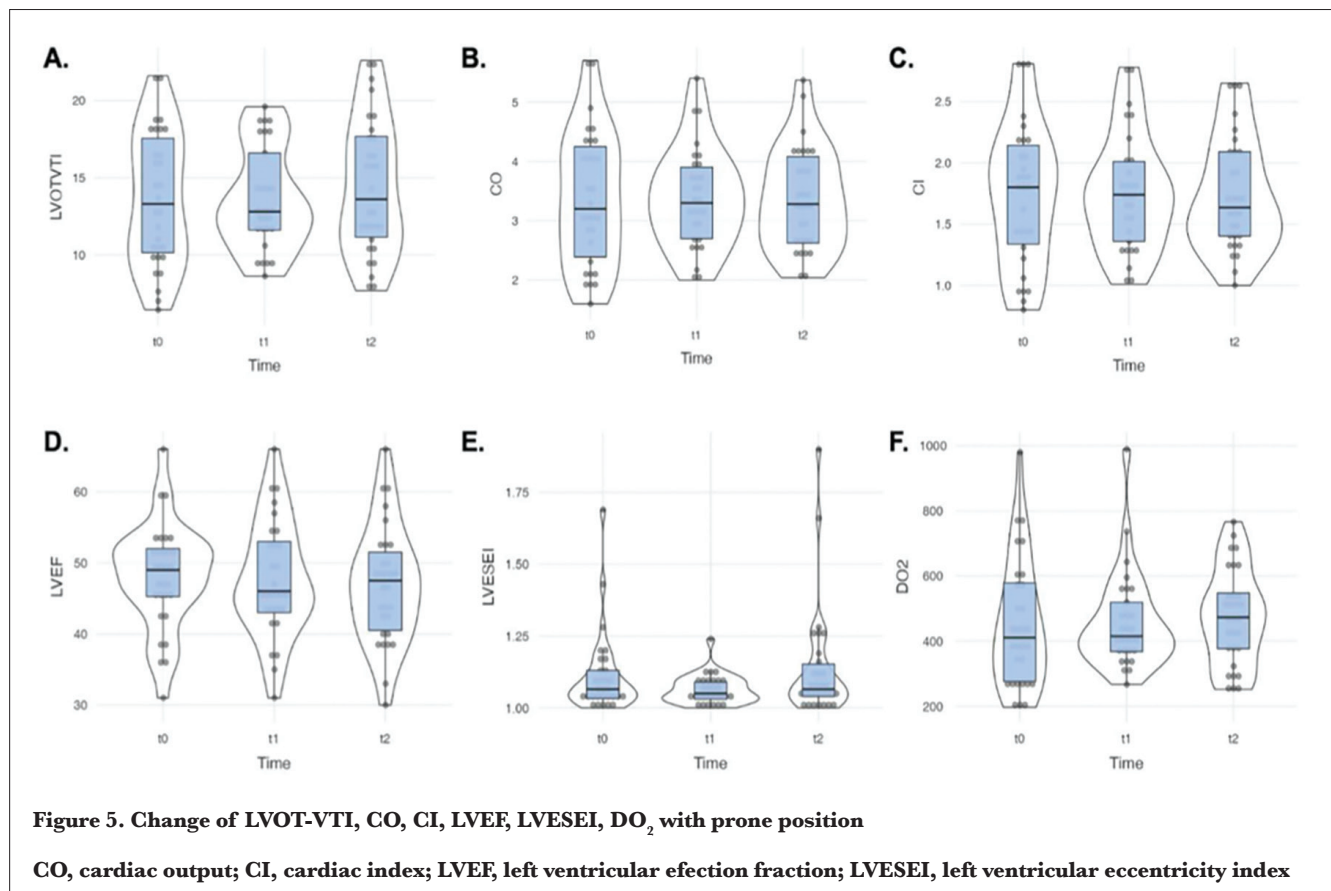 A.
20
15
10
LVOTVTI
t0
t1
t2
Time
B.
5
4
3
2
CO
t0
t1
t2
Time
C.
2.5
2.0
1.5
1.0
CI
t0
t1
t2
Time
D.
60
50
40
30
LVEF
t0
t1
t2
Time
E.
1.75
1.50
1.25
1.00
LVESEI
t0
t1
t2
Time
F.
1000
800
600
400
200
DO2
t0
t1
t2
Time
Figure 5. Change of LVOT-VTI, CO, CI, LVEF, LVESEI, DO₂ with prone position
CO, cardiac output; CI, cardiac index; LVEF, left ventricular efection fraction; LVESEI, left ventricular eccentricity index